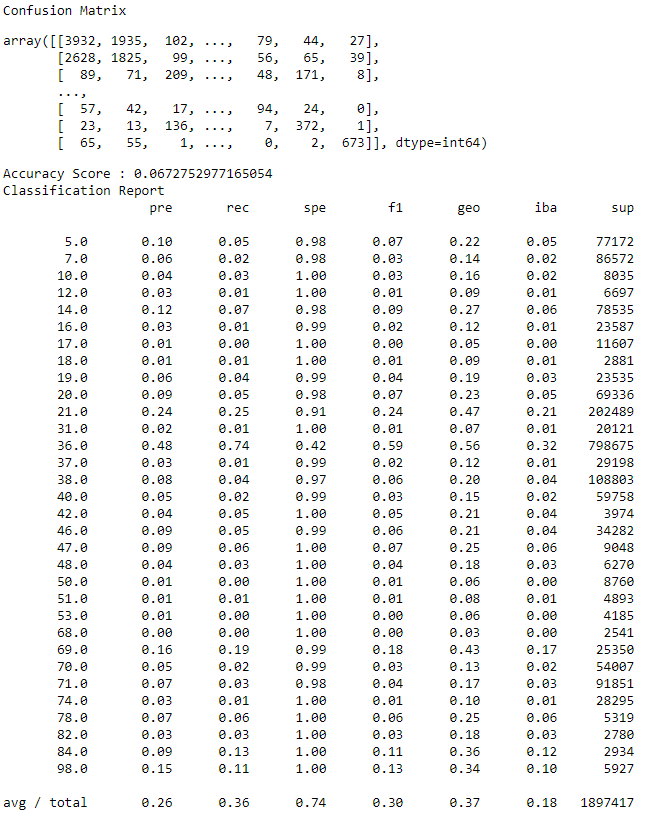 Confusion Matrix
array([[3932, 1935, 102, ..., 79, 44, 27],
[2628, 1825, 99, ..., 56, 65, 39],
[ 89, 71, 209, ..., 48, 171, 8],
...,
[ 57, 42, 17, ..., 94, 24, 0],
[ 23, 13, 136, ..., 7, 372, 1],
[ 65, 55, 1, ..., 0, 2, 673]], dtype=int64)
Accuracy Score : 0.0672752977165054
Classification Report
pre rec spe f1 geo iba sup
5.0 0.10 0.05 0.98 0.07 0.22 0.05 77172
7.0 0.06 0.02 0.98 0.03 0.14 0.02 86572
10.0 0.04 0.03 1.00 0.03 0.16 0.02 8035
12.0 0.03 0.01 1.00 0.01 0.09 0.01 6697
14.0 0.12 0.07 0.98 0.09 0.27 0.06 78535
16.0 0.03 0.01 0.99 0.02 0.12 0.01 23587
17.0 0.01 0.00 1.00 0.00 0.05 0.00 11607
18.0 0.01 0.01 1.00 0.01 0.09 0.01 2881
19.0 0.06 0.04 0.99 0.04 0.19 0.03 23535
20.0 0.09 0.05 0.98 0.07 0.23 0.05 69336
21.0 0.24 0.25 0.91 0.24 0.47 0.21 202489
31.0 0.02 0.01 1.00 0.01 0.07 0.01 20121
36.0 0.48 0.74 0.42 0.59 0.56 0.32 798675
37.0 0.03 0.01 0.99 0.02 0.12 0.01 29198
38.0 0.08 0.04 0.97 0.06 0.20 0.04 108803
40.0 0.05 0.02 0.99 0.03 0.15 0.02 59758
42.0 0.04 0.05 1.00 0.05 0.21 0.04 3974
46.0 0.09 0.05 0.99 0.06 0.21 0.04 34282
47.0 0.09 0.06 1.00 0.07 0.25 0.06 9048
48.0 0.04 0.03 1.00 0.04 0.18 0.03 6270
50.0 0.01 0.00 1.00 0.01 0.06 0.00 8760
51.0 0.01 0.01 1.00 0.01 0.08 0.01 4893
53.0 0.01 0.00 1.00 0.00 0.06 0.00 4185
68.0 0.00 0.00 1.00 0.00 0.03 0.00 2541
69.0 0.16 0.19 0.99 0.18 0.43 0.17 25350
70.0 0.05 0.02 0.99 0.03 0.13 0.02 54007
71.0 0.07 0.03 0.98 0.04 0.17 0.03 91851
74.0 0.03 0.01 1.00 0.01 0.10 0.01 28295
78.0 0.07 0.06 1.00 0.06 0.25 0.06 5319
82.0 0.03 0.03 1.00 0.03 0.18 0.03 2780
84.0 0.09 0.13 1.00 0.11 0.36 0.12 2934
98.0 0.15 0.11 1.00 0.13 0.34 0.10 5927
avg / total 0.26 0.36 0.74 0.30 0.37 0.18 1897417